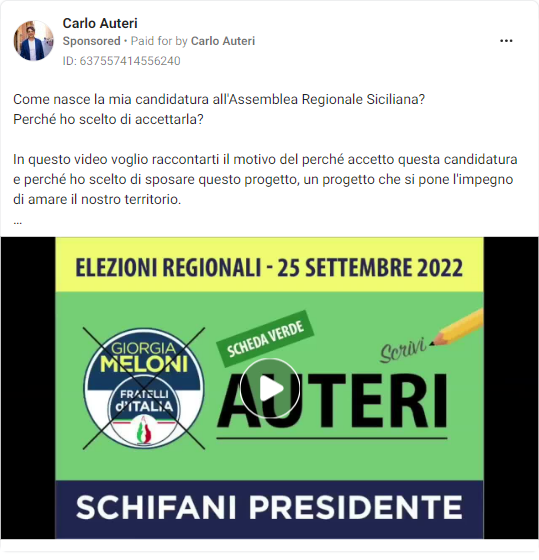 Carlo Auteri
Sponsored • Paid for by Carlo Auteri
ID: 637557414556240
Come nasce la mia candidatura all'Assemblea Regionale Siciliana?
Perché ho scelto di accettarla?
In questo video voglio raccontarti il motivo del perché accetto questa candidatura
e perché ho scelto di sposare questo progetto, un progetto che si pone l'impegno
di amare il nostro territorio.
...
ELEZIONI REGIONALI - 25 SETTEMBRE 2022
GIORGIA
MELONI
FRATELLI
d'ITALIA
SCHEDA VERDE
Scrivi
AUTERI
SCHIFANI PRESIDENTE